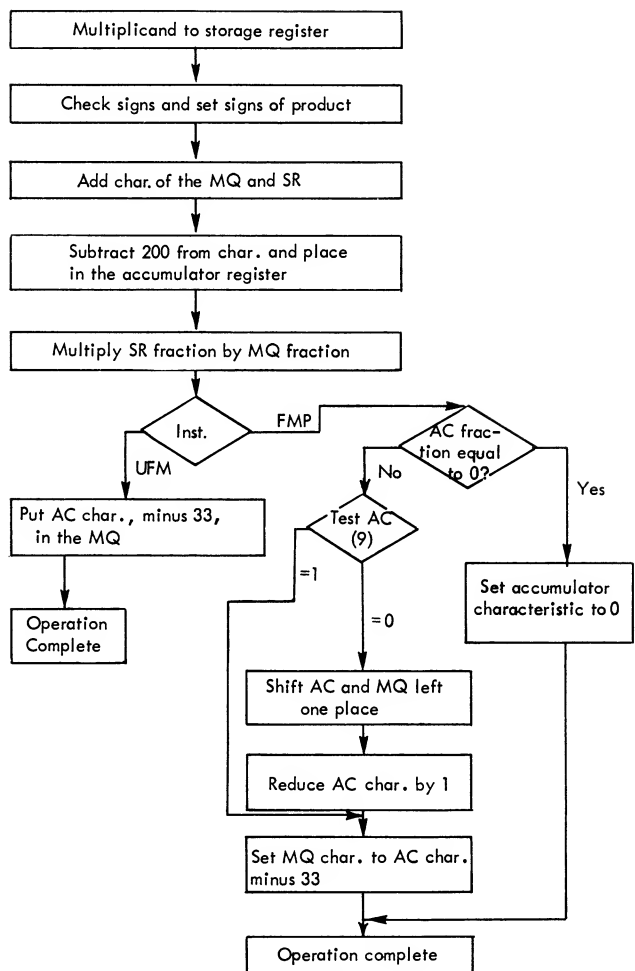 Multiplicand to storage register
Check signs and set signs of product
Add char. of the MQ and SR
Subtract 200 from char. and place
in the accumulator register
Multiply SR fraction by MQ fraction
Inst.
FMP
UFM
AC frac-
tion equal
to 0?
No
Yes
Put AC char., minus 33,
in the MQ
Test AC
(9)
=1
=0
Operation
Complete
Set accumulator
characteristic to 0
Shift AC and MQ left
one place
Reduce AC char. by 1
Set MQ char. to AC char.
minus 33
Operation complete